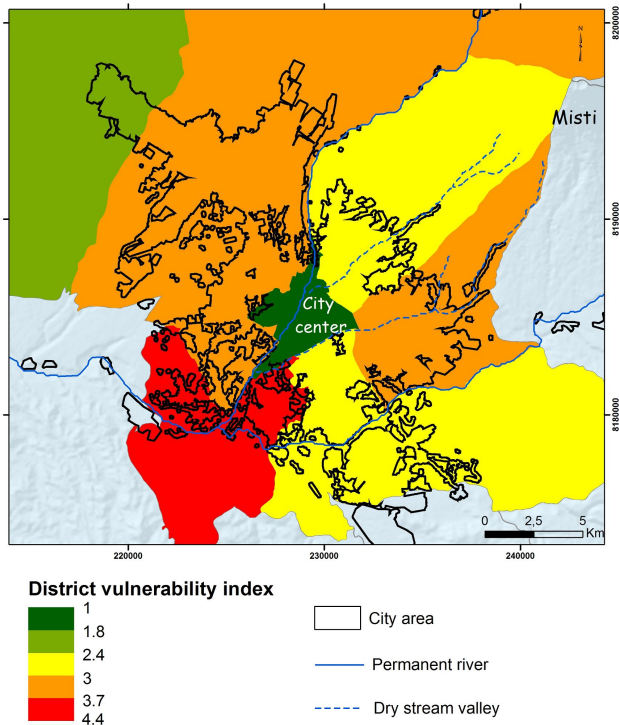 8200000
N
Misti
8190000
City
center
8180000
0 2,5 5
Km
220000 230000 240000
District vulnerability index
1
1.8
2.4
3
3.7
4.4
City area
Permanent river
Dry stream valley